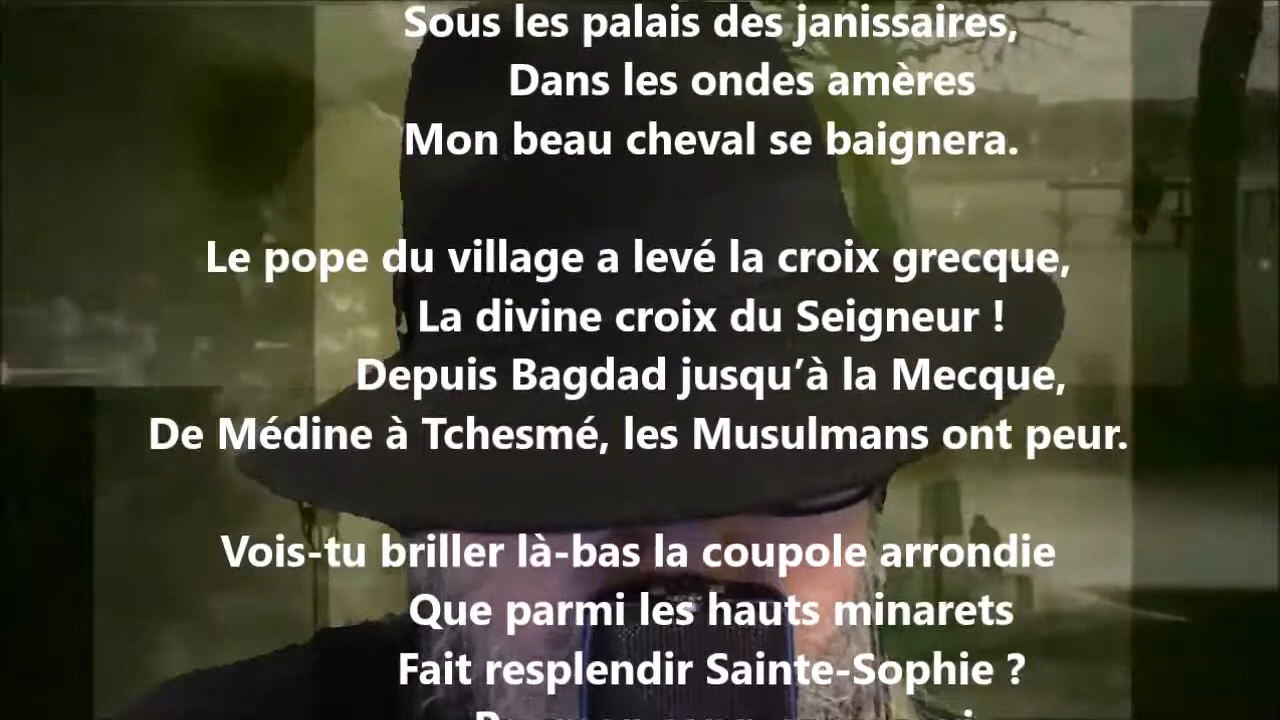 Sous les palais des janissaires,
Dans les ondes amères
Mon beau cheval se baignera.
Le pope du village a levé la croix grecque,
La divine croix du Seigneur !
Depuis Bagdad jusqu’à la Mecque,
De Médine à Tchesmé, les Musulmans ont peur.
Vois-tu briller là-bas la coupole arrondie
Que parmi les hauts minarets
Fait resplendir Sainte-Sophie ?